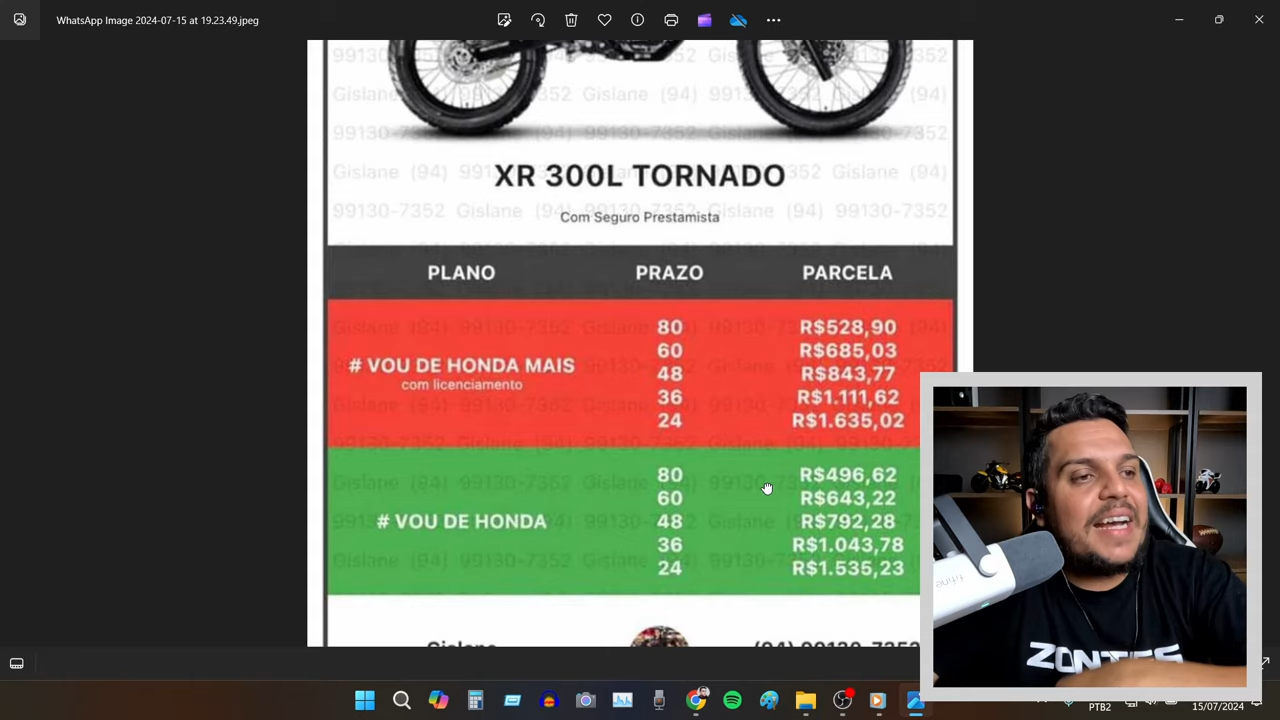 WhatsApp Image 2024-07-15 at 19.23.49.jpeg
Gislane (94) 99130-7352
XR 300L TORNADO
Com Seguro Prestamista
PLANO PRAZO PARCELA
# VOU DE HONDA MAIS
com licenciamento
80 R$528,90
60 R$685,03
48 R$843,77
36 R$1.111,62
24 R$1.635,02
# VOU DE HONDA
80 R$496,62
60 R$643,22
48 R$792,28
36 R$1.043,78
24 R$1.535,23
fifine
ZONTES
PTB2
15/07/2024